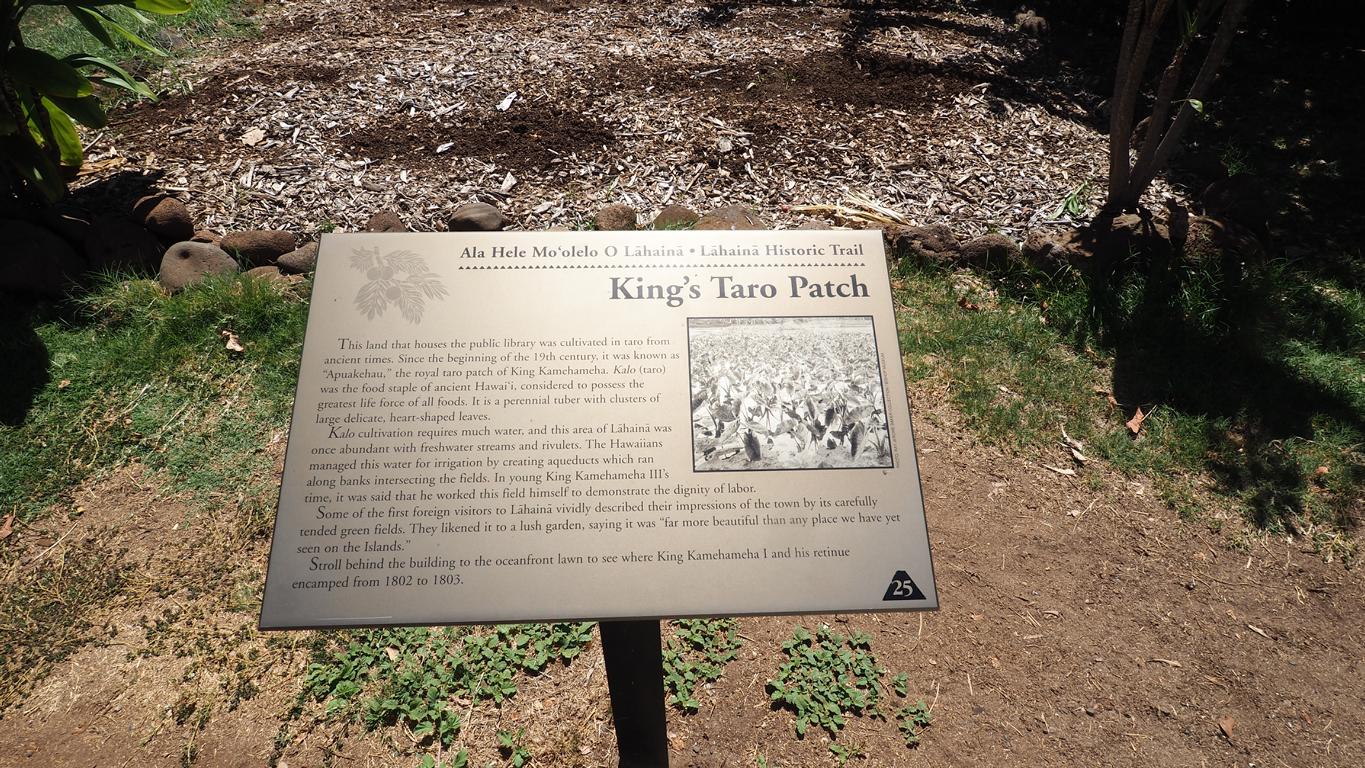 Ala Hele Moʻolelo O Lāhainā • Lāhainā Historic Trail
King's Taro Patch
This land that houses the public library was cultivated in taro from
ancient times. Since the beginning of the 19th century, it was known as
“Apuakehau,” the royal taro patch of King Kamehameha. Kalo (taro)
was the food staple of ancient Hawaiʻi, considered to possess the
greatest life force of all foods. It is a perennial tuber with clusters of
large delicate, heart-shaped leaves.
Kalo cultivation requires much water, and this area of Lāhainā was
once abundant with freshwater streams and rivulets. The Hawaiians
managed this water for irrigation by creating aqueducts which ran
along banks intersecting the fields. In young King Kamehameha III's
time, it was said that he worked this field himself to demonstrate the dignity of labor.
Some of the first foreign visitors to Lāhainā vividly described their impressions of the town by its carefully
tended green fields. They likened it to a lush garden, saying it was “far more beautiful than any place we have yet
seen on the Islands.”
Stroll behind the building to the oceanfront lawn to see where King Kamehameha I and his retinue
encamped from 1802 to 1803.
25